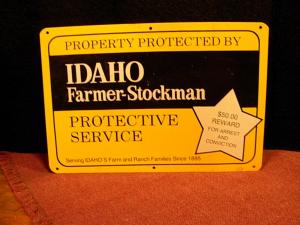 PROPERTY PROTECTED BY
IDAHO
Farmer-Stockman
PROTECTIVE
SERVICE
$50.00
REWARD
FOR ARREST
AND
CONVICTION
Serving IDAHO'S Farm and Ranch Families Since 1895